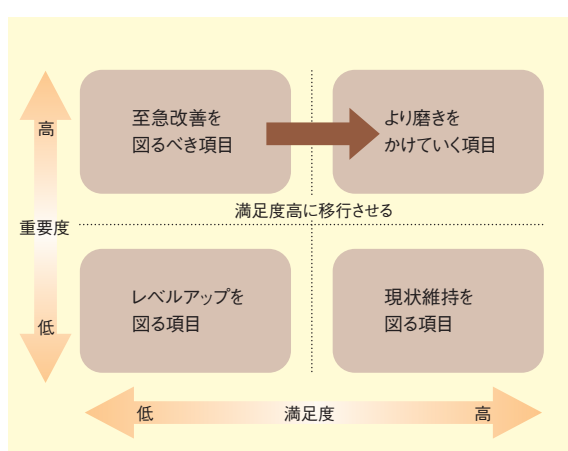 高
重要度
低
至急改善を
図るべき項目
より磨きを
かけていく項目
満足度高に移行させる
レベルアップを
図る項目
現状維持を
図る項目
低
満足度
高